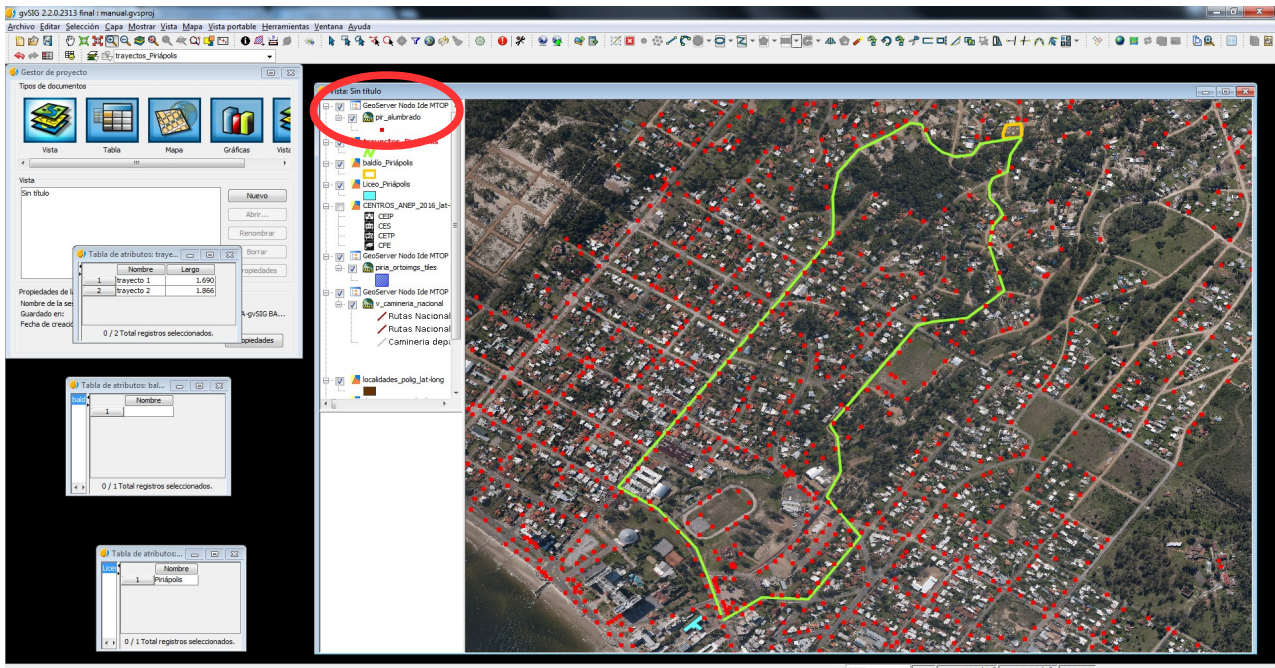 gvSIG 2.2.0.2313 final : manual.gvsproj
Archivo Editar Selección Capa Mostrar Vista Mapa Vista portable Herramientas Ventana Ayuda
trayectos_Piriápolis
Gestor de proyecto
Tipos de documentos
Vista Tabla Mapa Gráficas Vista
Vista
Sin título
Nuevo
Abrir...
Renombrar
Borrar
Propiedades de l
Nombre de la se
Guardado en:
A-gvSIG BA...
Fecha de creació
Tabla de atributos: traye...
Nombre Largo
1 trayecto 1 1.690
2 trayecto 2 1.866
0 / 2 Total registros seleccionados.
Tabla de atributos: bal...
bald
Nombre
1
0 / 1 Total registros seleccionados.
Tabla de atributos:...
Lice
Nombre
1 Piriápolis
0 / 1 Total registros seleccionados.
Vista: Sin título
GeoServer Nodo Ide MTOP
pir_alumbrado
baldío_Piriápolis
Liceo_Piriápolis
CENTROS_ANEP_2016_lat-
CEIP
CES
CETP
CFE
GeoServer Nodo Ide MTOP
piria_ortoimgs_tiles
GeoServer Nodo Ide MTOP
v_camineria_nacional
Rutas Nacional
Rutas Nacional
Camineria depa
localidades_polig_lat-long